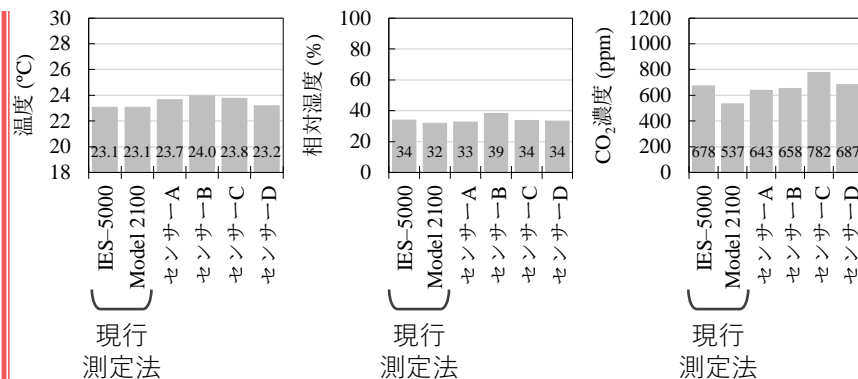 温度 (ºC)
30
28
26
24
22
20
18
23.1 23.1 23.7 24.0 23.8 23.2
IES–5000
Model 2100
センサーA
センサーB
センサーC
センサーD
現行
測定法
相対湿度 (%)
100
80
60
40
20
0
34 32 33 39 34 34
IES–5000
Model 2100
センサーA
センサーB
センサーC
センサーD
現行
測定法
CO₂濃度 (ppm)
1200
1000
800
600
400
200
0
678 537 643 658 782 687
IES–5000
Model 2100
センサーA
センサーB
センサーC
センサーD
現行
測定法